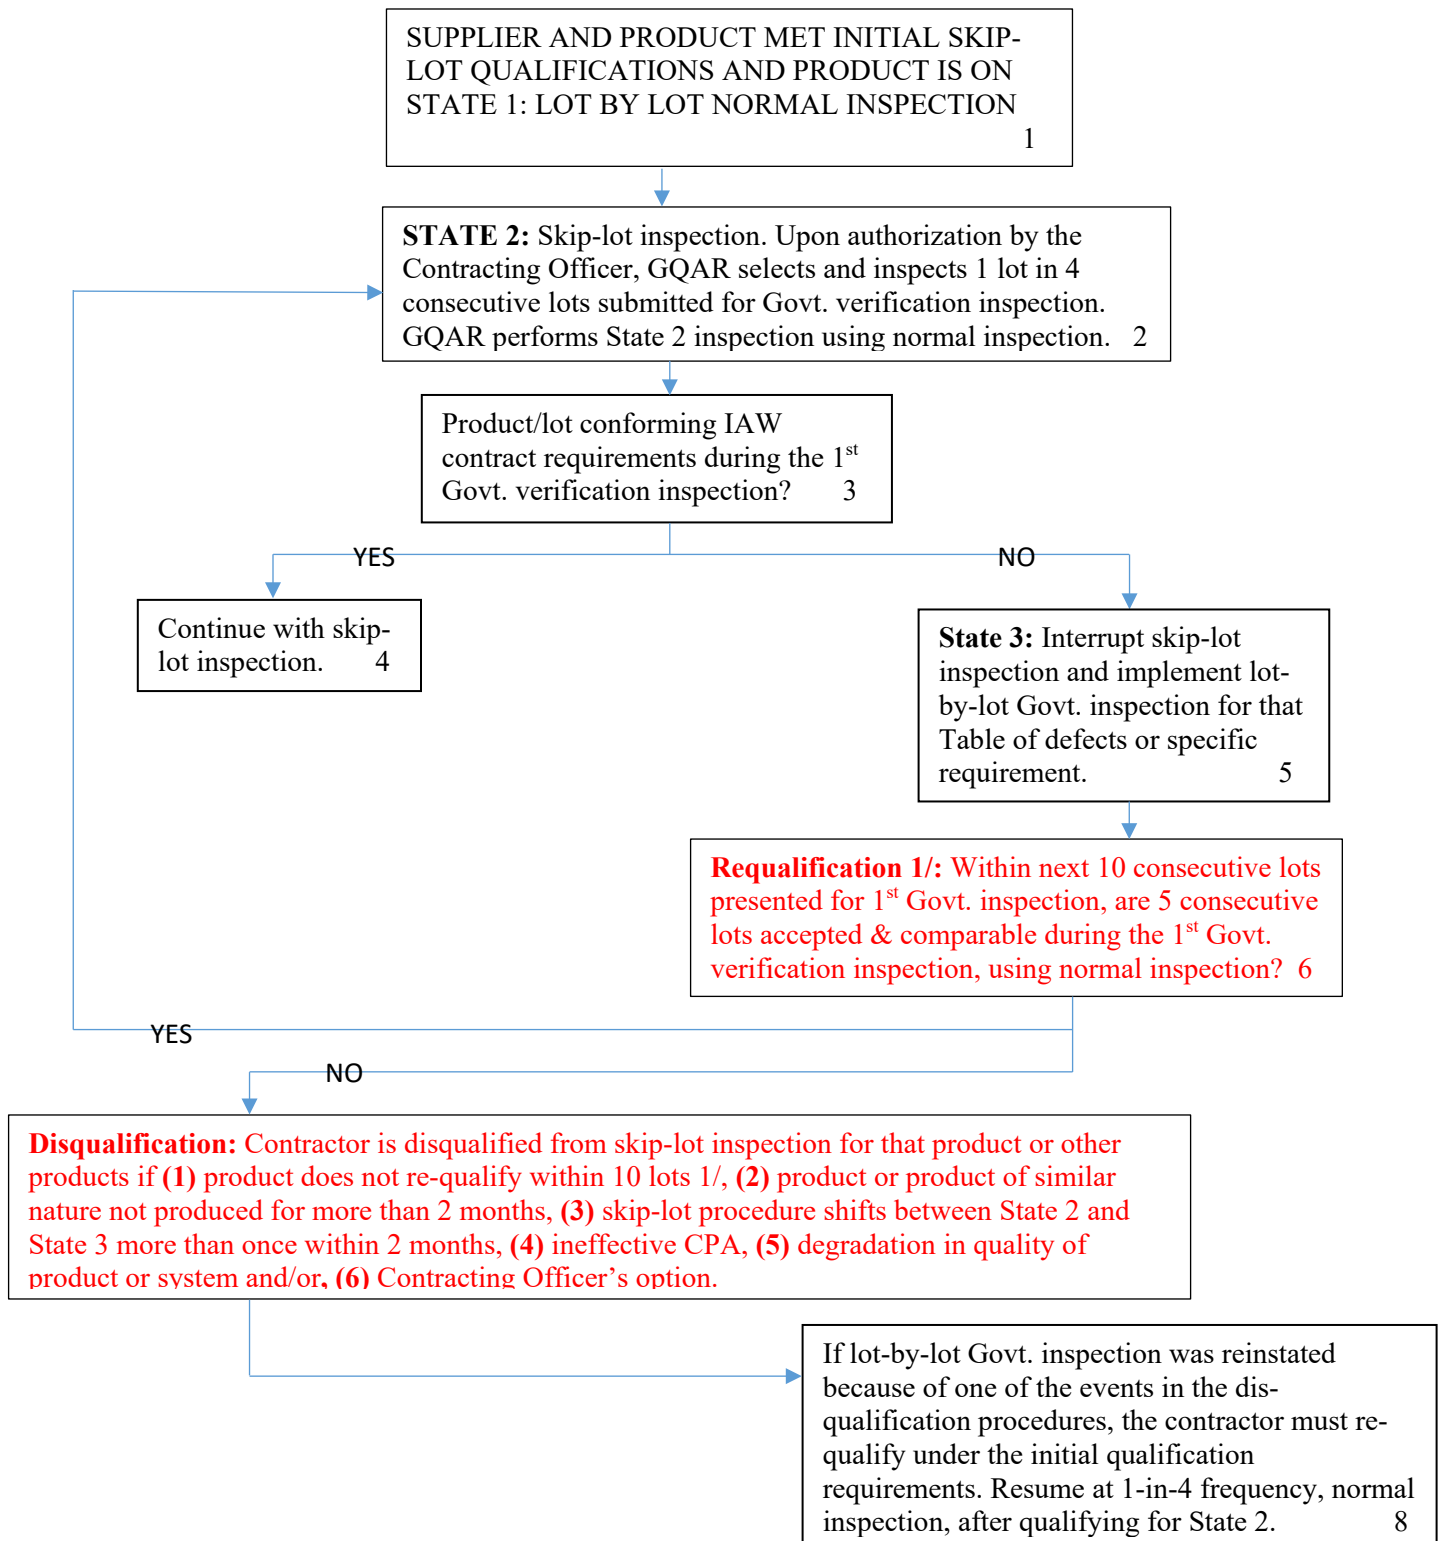 SUPPLIER AND PRODUCT MET INITIAL SKIP-
LOT QUALIFICATIONS AND PRODUCT IS ON
STATE 1: LOT BY LOT NORMAL INSPECTION
1
STATE 2: Skip-lot inspection. Upon authorization by the
Contracting Officer, GQAR selects and inspects 1 lot in 4
consecutive lots submitted for Govt. verification inspection.
GQAR performs State 2 inspection using normal inspection. 2
Product/lot conforming IAW
contract requirements during the 1st
Govt. verification inspection? 3
YES
NO
Continue with skip-
lot inspection. 4
State 3: Interrupt skip-lot
inspection and implement lot-
by-lot Govt. inspection for that
Table of defects or specific
requirement. 5
Requalification 1/: Within next 10 consecutive lots
presented for 1st Govt. inspection, are 5 consecutive
lots accepted & comparable during the 1st Govt.
verification inspection, using normal inspection? 6
YES
NO
Disqualification: Contractor is disqualified from skip-lot inspection for that product or other
products if (1) product does not re-qualify within 10 lots 1/, (2) product or product of similar
nature not produced for more than 2 months, (3) skip-lot procedure shifts between State 2 and
State 3 more than once within 2 months, (4) ineffective CPA, (5) degradation in quality of
product or system and/or, (6) Contracting Officer's option.
If lot-by-lot Govt. inspection was reinstated
because of one of the events in the dis-
qualification procedures, the contractor must re-
qualify under the initial qualification
requirements. Resume at 1-in-4 frequency, normal
inspection, after qualifying for State 2. 8